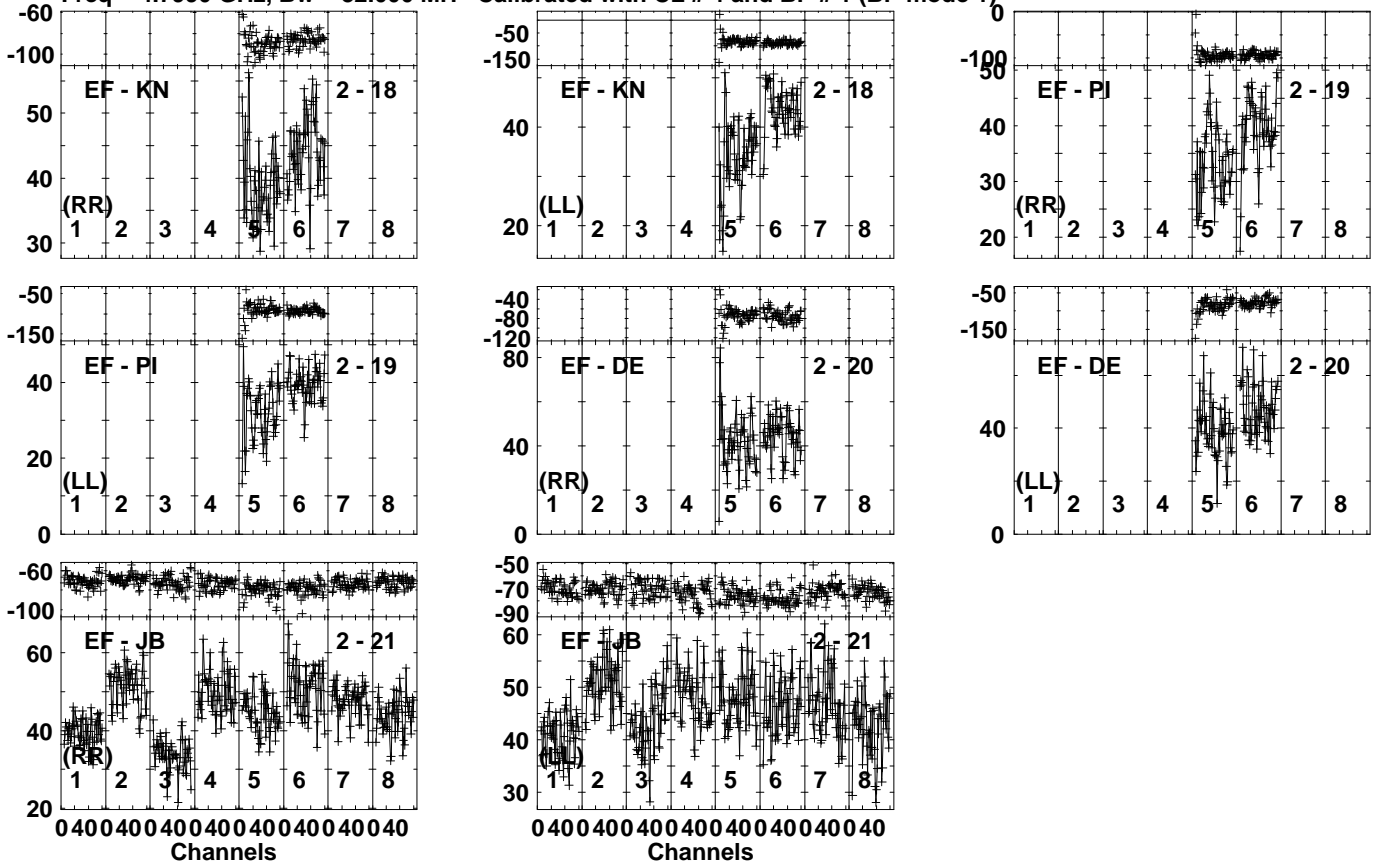 -60
-100
EF - KN 2 - 18
50
40
(RR)
30
1 2 3 4 5 6 7 8
-50
-150
EF - KN 2 - 18
40
(LL)
20
1 2 3 4 5 6 7 8
0
-100
50
EF - PI 2 - 19
40
30
(RR)
20
1 2 3 4 5 6 7 8
-50
-150
EF - PI 2 - 19
40
20
(LL)
1 2 3 4 5 6 7 8
0
-40
-80
-120
80
EF - DE 2 - 20
40
(RR)
1 2 3 4 5 6 7 8
0
-50
-150
EF - DE 2 - 20
40
(LL)
1 2 3 4 5 6 7 8
0
-60
-100
EF - JB 2 - 21
60
40
(RR)
1 2 3 4 5 6 7 8
20
0 40 0 40 0 40 0 40 0 40 0 40 0 40 0 40
Channels
-50
-70
-90
60
EF - JB 2 - 21
50
40
(LL)
1 2 3 4 5 6 7 8
30
0 40 0 40 0 40 0 40 0 40 0 40 0 40 0 40
Channels